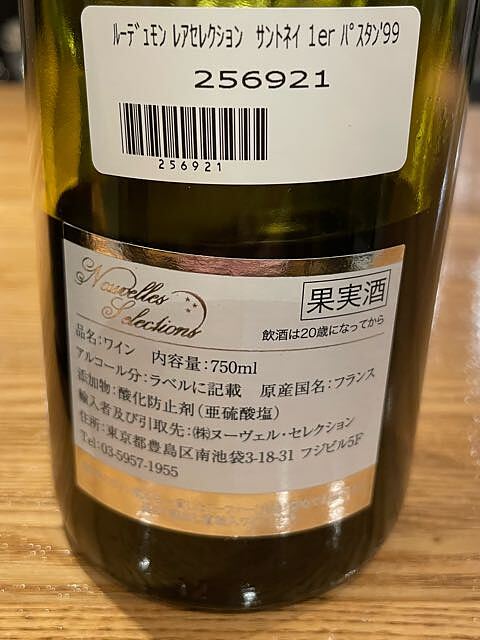 ﾙｰﾃﾞｭﾓﾝ ﾚｱｾﾚｸｼｮﾝ ｻﾝﾄﾈｲ 1er ﾊﾟｽﾀﾝ'99
256921
256921
Nouvelles Selections
果実酒
飲酒は20歳になってから
品名：ワイン 内容量：750ml
アルコール分：ラベルに記載 原産国名：フランス
添加物：酸化防止剤（亜硫酸塩）
輸入者及び引取先：㈱ヌーヴェル・セレクション
住所：東京都豊島区南池袋3-18-31 フジビル5F
Tel：03-5957-1955